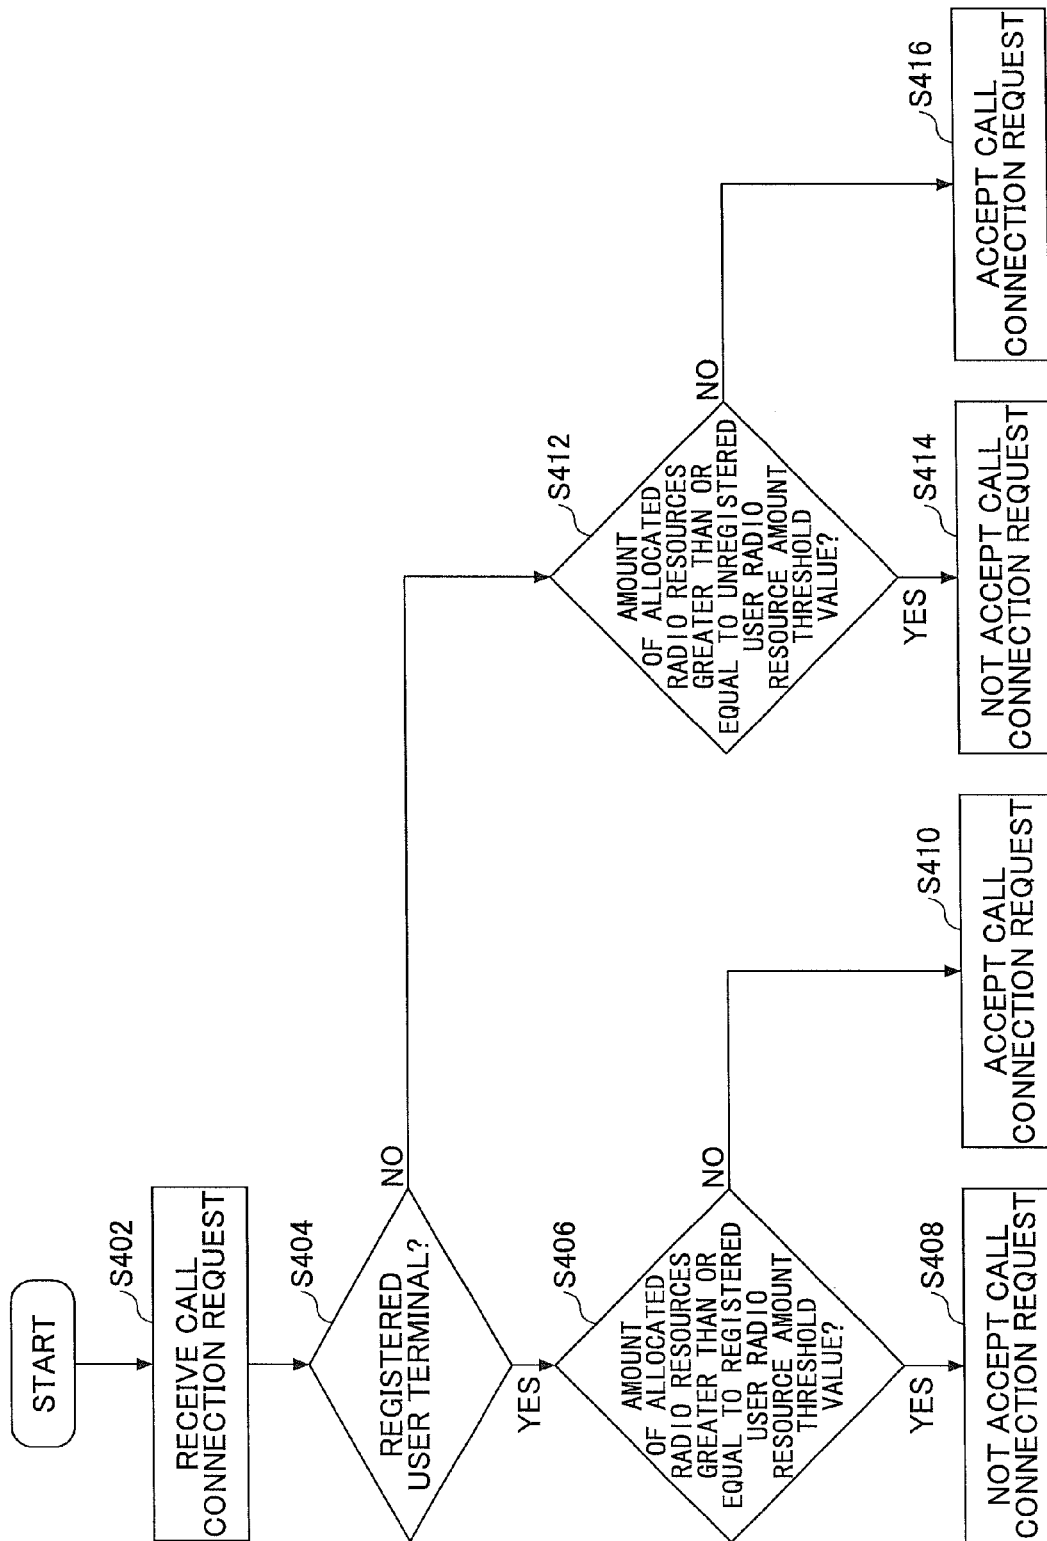 START
S402
RECEIVE CALL
CONNECTION REQUEST
S404
REGISTERED
USER TERMINAL?
NO
YES
S406
AMOUNT
OF ALLOCATED
RADIO RESOURCES
GREATER THAN OR
EQUAL TO REGISTERED
USER RADIO
RESOURCE AMOUNT
THRESHOLD
VALUE?
NO
YES
S408
NOT ACCEPT CALL
CONNECTION REQUEST
S410
ACCEPT CALL
CONNECTION REQUEST
S412
AMOUNT
OF ALLOCATED
RADIO RESOURCES
GREATER THAN OR
EQUAL TO UNREGISTERED
USER RADIO
RESOURCE AMOUNT
THRESHOLD
VALUE?
NO
YES
S414
NOT ACCEPT CALL
CONNECTION REQUEST
S416
ACCEPT CALL
CONNECTION REQUEST